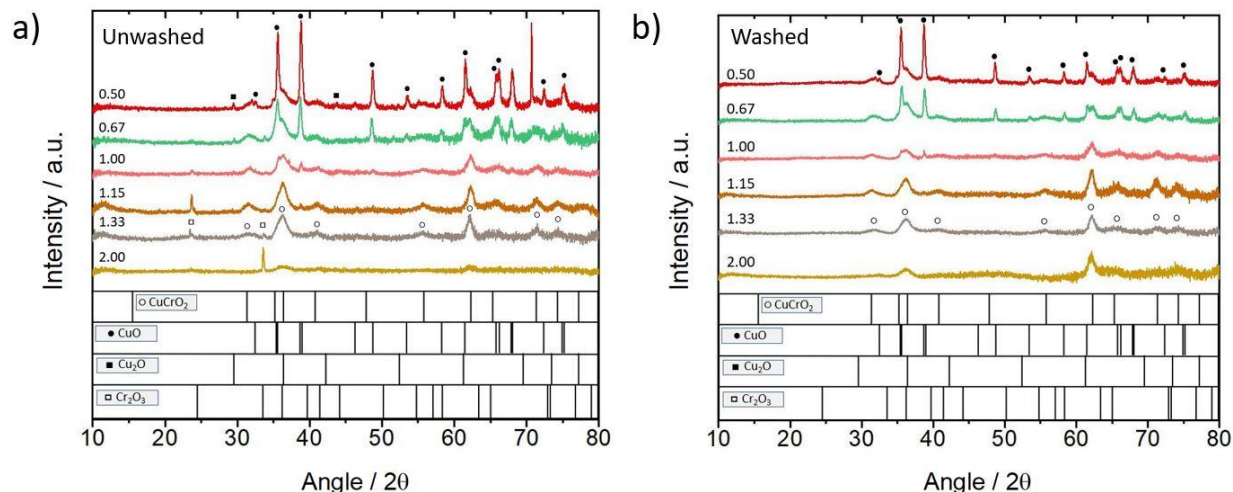 a)
Unwashed
0.50
0.67
1.00
1.15
1.33
2.00
CuCrO₂
CuO
Cu₂O
Cr₂O₃
10 20 30 40 50 60 70 80
Angle / 2θ
Intensity / a.u.
b)
Washed
0.50
0.67
1.00
1.15
1.33
2.00
CuCrO₂
CuO
Cu₂O
Cr₂O₃
10 20 30 40 50 60 70 80
Angle / 2θ
Intensity / a.u.